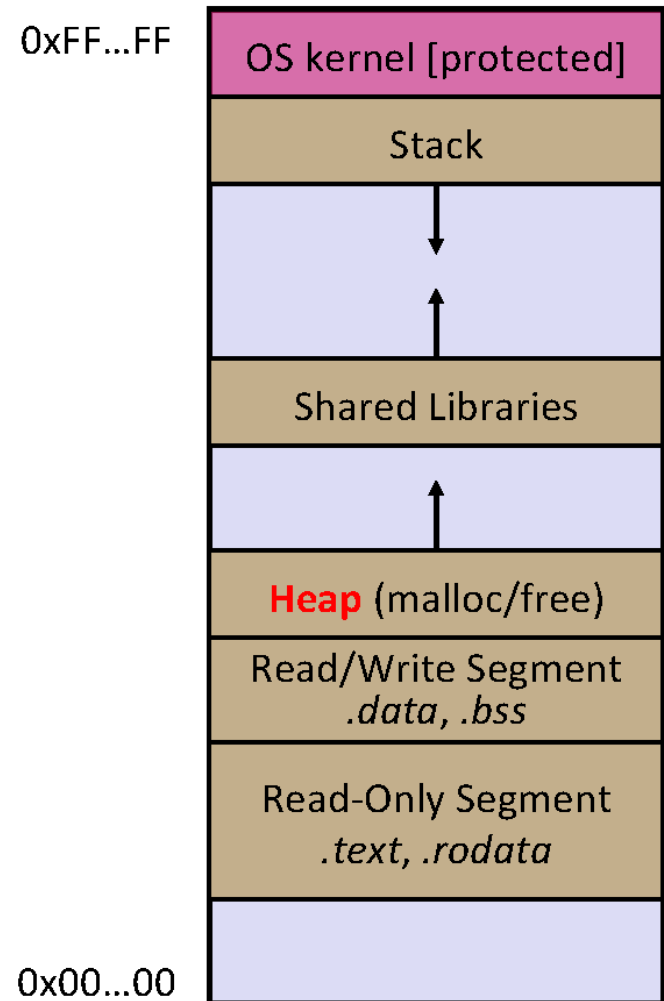 0xFF...FF
OS kernel [protected]
Stack
Shared Libraries
Heap (malloc/free)
Read/Write Segment
.data, .bss
Read-Only Segment
.text, .rodata
0x00...00